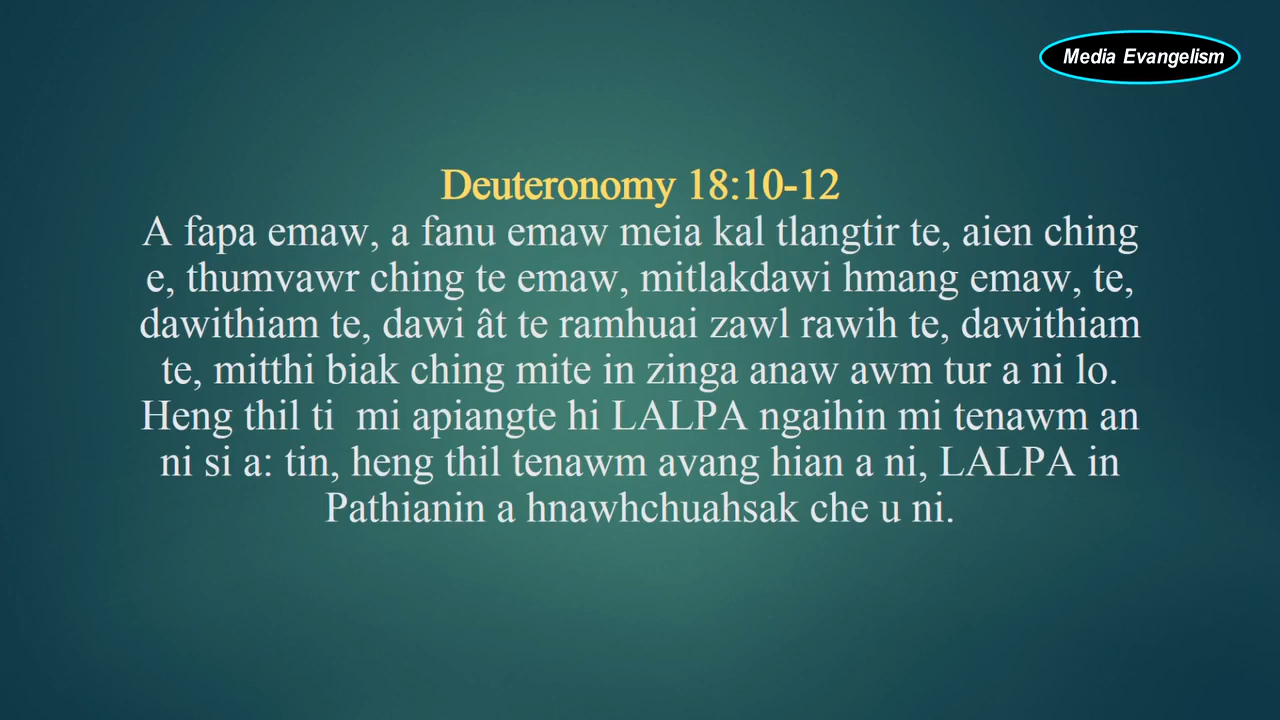 Media Evangelism
Deuteronomy 18:10-12
A fapa emaw, a fanu emaw meia kal tlangtir te, aien ching
e, thumvawr ching te emaw, mitlakdawi hmang emaw, te,
dawithiam te, dawi ât te ramhuai zawl rawih te, dawithiam
te, mitthi biak ching mite in zinga anaw awm tur a ni lo.
Heng thil ti  mi apiangte hi LALPA ngaihin mi tenawm an
ni si a: tin, heng thil tenawm avang hian a ni, LALPA in
Pathianin a hnawhchuahsak che u ni.